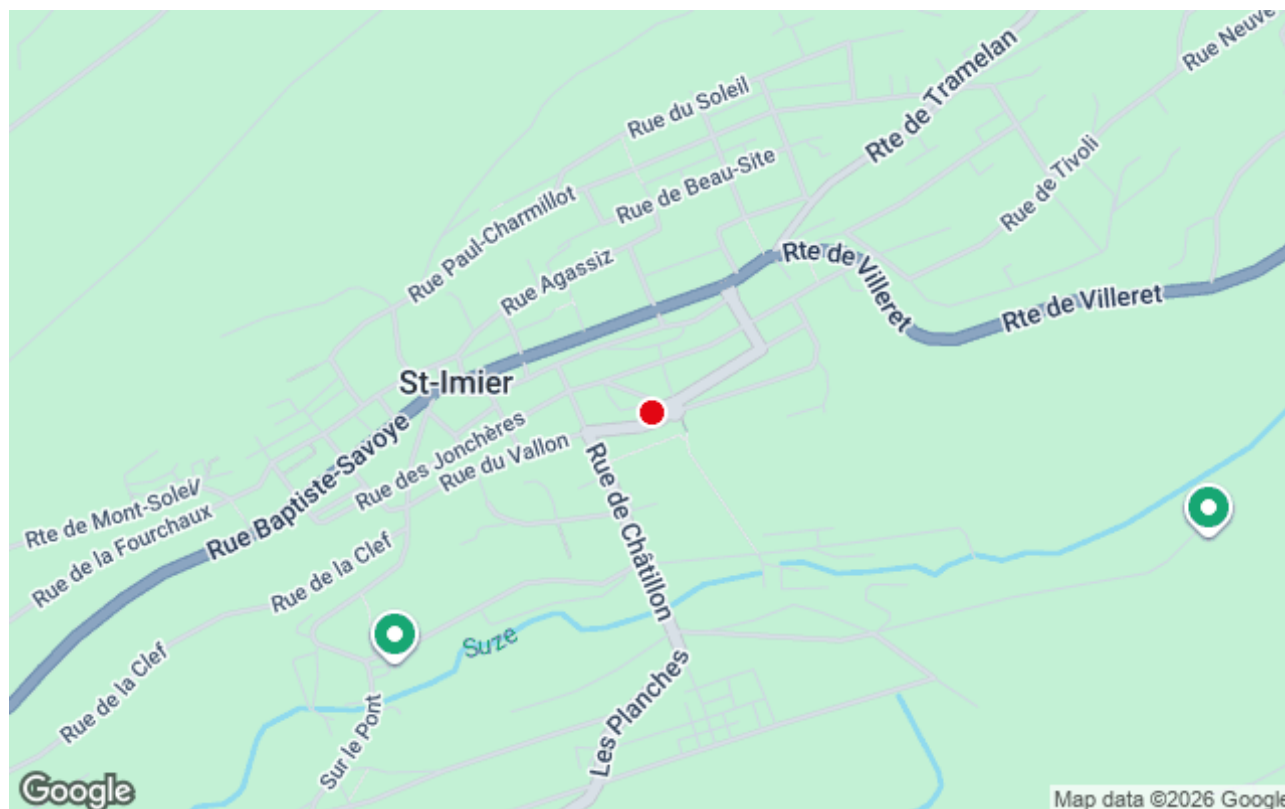 Rue Neuve
Rte de Tramelan
Rue du Soleil
Rue de Tivoli
Rue de Beau-Site
Rue Paul-Charmillot
Rue Agassiz
Rte de Villeret
Rte de Villeret
St-Imier
Rue des Jonchères
Rue du Vallon
Rue Baptiste-Savoye
Rte de Mont-Soleil
Rue de la Fourchaux
Rue de la Clef
Rue de Châtillon
Suze
Rue de la Clef
Les Planches
Sur le Pont
Google
Map data ©2026 Google